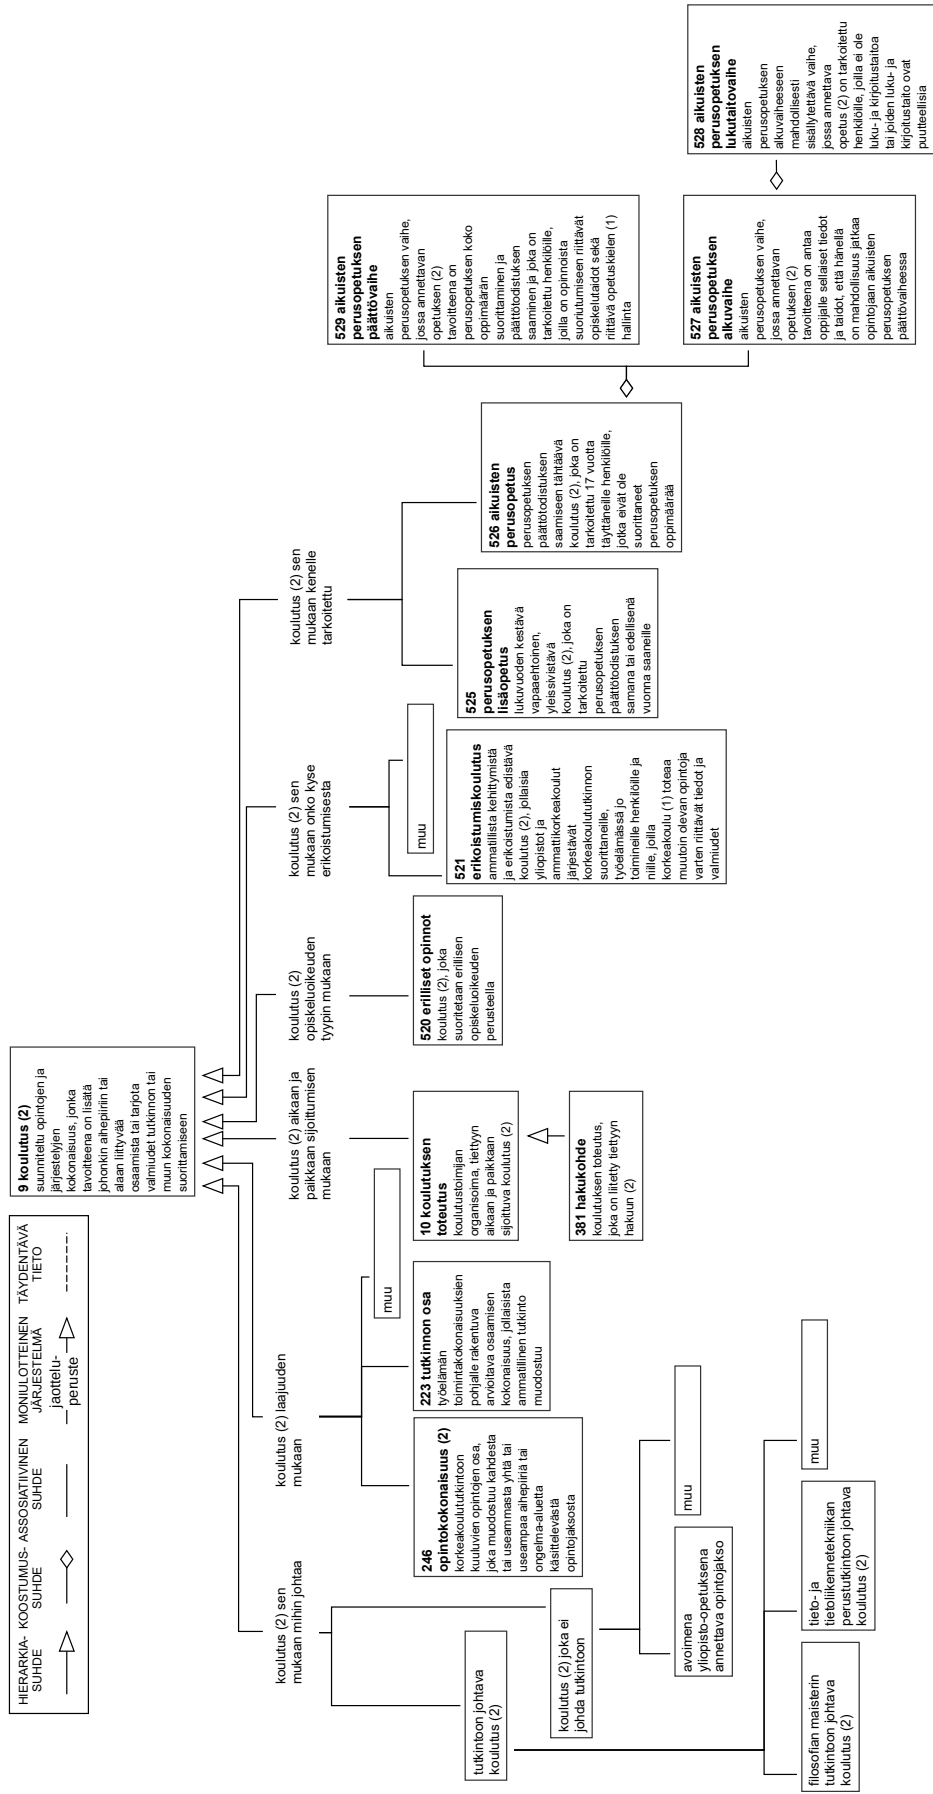 HIERARKIA-
SUHDE
KOOSTUMUS-
SUHDE
ASSOSIATIIVINEN
SUHDE
MONIULOTTEINEN
JÄRJESTELMÄ
jaottelu-
peruste
TÄYDENTÄVÄ
TIETO
9 koulutus (2)
suunniteltu opintojen ja
järjestelyjen
kokonaisuus, jonka
tavoitteena on lisätä
johonkin aihepiiriin tai
alaan liittyvää
osaamista tai tarjota
valmiudet tutkinnon tai
muun kokonaisuuden
suorittamiseen
koulutus (2) sen
mukaan mihin johtaa
koulutus (2) laajuuden
mukaan
koulutus (2) aikaan ja
paikkaan sijoittumisen
mukaan
koulutus (2)
opiskeluoikeuden
tyypin mukaan
koulutus (2) sen
mukaan onko kyse
erikoistumisesta
koulutus (2) sen
mukaan kenelle
tarkoitettu
tutkintoon johtava
koulutus (2)
koulutus (2) joka ei
johda tutkintoon
avoimena
yliopisto-opetuksena
annettava opintojakso
muu
filosofian maisterin
tutkintoon johtava
koulutus (2)
tieto- ja
tietoliikennetekniikan
perustutkintoon johtava
koulutus (2)
muu
246
opintokokonaisuus (2)
korkeakoulututkintoon
kuuluvien opintojen osa,
joka muodostuu kahdesta
tai useammasta yhtä tai
useampaa aihepiiriä tai
ongelma-aluetta
käsittelevästä
opintojaksosta
223 tutkinnon osa
työelämän
toimintakokonaisuuksien
pohjalle rakentuva
arvioitava osaamisen
kokonaisuus, jollaisista
ammatillinen tutkinto
muodostuu
muu
10 koulutuksen
toteutus
koulutustoimijan
organisoima, tiettyyn
aikaan ja paikkaan
sijoittuva koulutus (2)
381 hakukohde
koulutuksen toteutus,
joka on liitetty tiettyyn
hakuun (2)
520 erilliset opinnot
koulutus (2), joka
suoritetaan erillisen
opiskeluoikeuden
perusteella
521
erikoistumiskoulutus
ammatillista kehittymistä
ja erikoistumista edistävä
koulutus (2), jollaisia
yliopistot ja
ammattikorkeakoulut
järjestävät
korkeakoulututkinnon
suorittaneille,
työelämässä jo
toimineille henkilöille ja
niille, joilla
korkeakoulu (1) toteaa
muutoin olevan opintoja
varten riittävät tiedot ja
valmiudet
muu
525
perusopetuksen
lisäopetus
lukuvuoden kestävä
vapaaehtoinen,
yleissivistävä
koulutus (2), joka on
tarkoitettu
perusopetuksen
päättötodistuksen
samana tai edellisenä
vuonna saaneille
526 aikuisten
perusopetus
perusopetuksen
päättötodistuksen
saamiseen tähtäävä
koulutus (2), joka on
tarkoitettu 17 vuotta
täyttäneille henkilöille,
jotka eivät ole
suorittaneet
perusopetuksen
oppimäärää
529 aikuisten
perusopetuksen
päättövaihe
aikuisten
perusopetuksen vaihe,
jossa annettavan
opetuksen (2)
tavoitteena on
perusopetuksen koko
oppimäärän
suorittaminen ja
päättötodistuksen
saaminen ja joka on
tarkoitettu henkilöille,
joilla on opinnoista
suoriutumiseen riittävät
opiskelutaidot sekä
riittävä opetuskielen (1)
hallinta
527 aikuisten
perusopetuksen
alkuvaihe
aikuisten
perusopetuksen vaihe,
jossa annettavan
opetuksen (2)
tavoitteena on antaa
oppijalle sellaiset tiedot
ja taidot, että hänellä
on mahdollisuus jatkaa
opintojaan aikuisten
perusopetuksen
päättövaiheessa
528 aikuisten
perusopetuksen
lukutaitovaihe
aikuisten
perusopetuksen
alkuvaiheeseen
mahdollisesti
sisällytettävä vaihe,
jossa annettava
opetus (2) on tarkoitettu
henkilöille, joilla ei ole
luku- ja kirjoitustaitoa
tai joiden luku- ja
kirjoitustaito ovat
puutteellisia